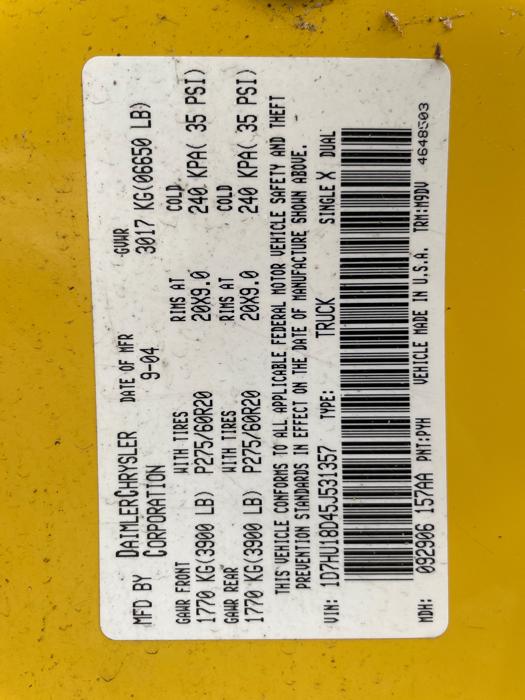 MFD BY DAIMLERCHRYSLER CORPORATION DATE OF MFR 9-04 GVWR 3017 KG(06650 LB)
GAWR FRONT WITH TIRES RIMS AT COLD
1770 KG(3900 LB) P275/60R20 20X9.0 240 KPA( 35 PSI)
GAWR REAR WITH TIRES RIMS AT COLD
1770 KG(3900 LB) P275/60R20 20X9.0 240 KPA( 35 PSI)
THIS VEHICLE CONFORMS TO ALL APPLICABLE FEDERAL MOTOR VEHICLE SAFETY AND THEFT
PREVENTION STANDARDS IN EFFECT ON THE DATE OF MANUFACTURE SHOWN ABOVE.
VIN: 1D7HU18D45J531357 TYPE: TRUCK SINGLE X DUAL
MDH: 092906 157AA PNT:PYH VEHICLE MADE IN U.S.A. TRM:M9DV 4648503